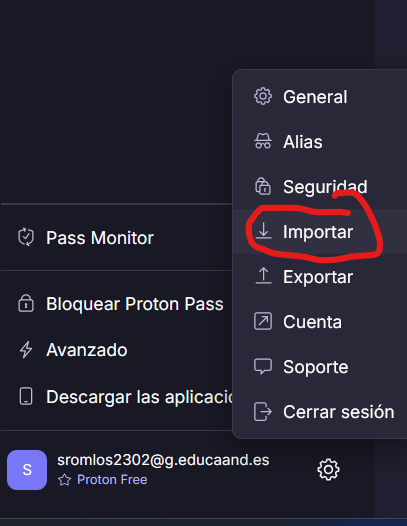 General
Alias
Seguridad
Importar
Exportar
Cuenta
Soporte
Cerrar sesión
Pass Monitor
Bloquear Proton Pass
Avanzado
Descargar las aplicacio
S
sromlos2302@g.educaand.es
Proton Free